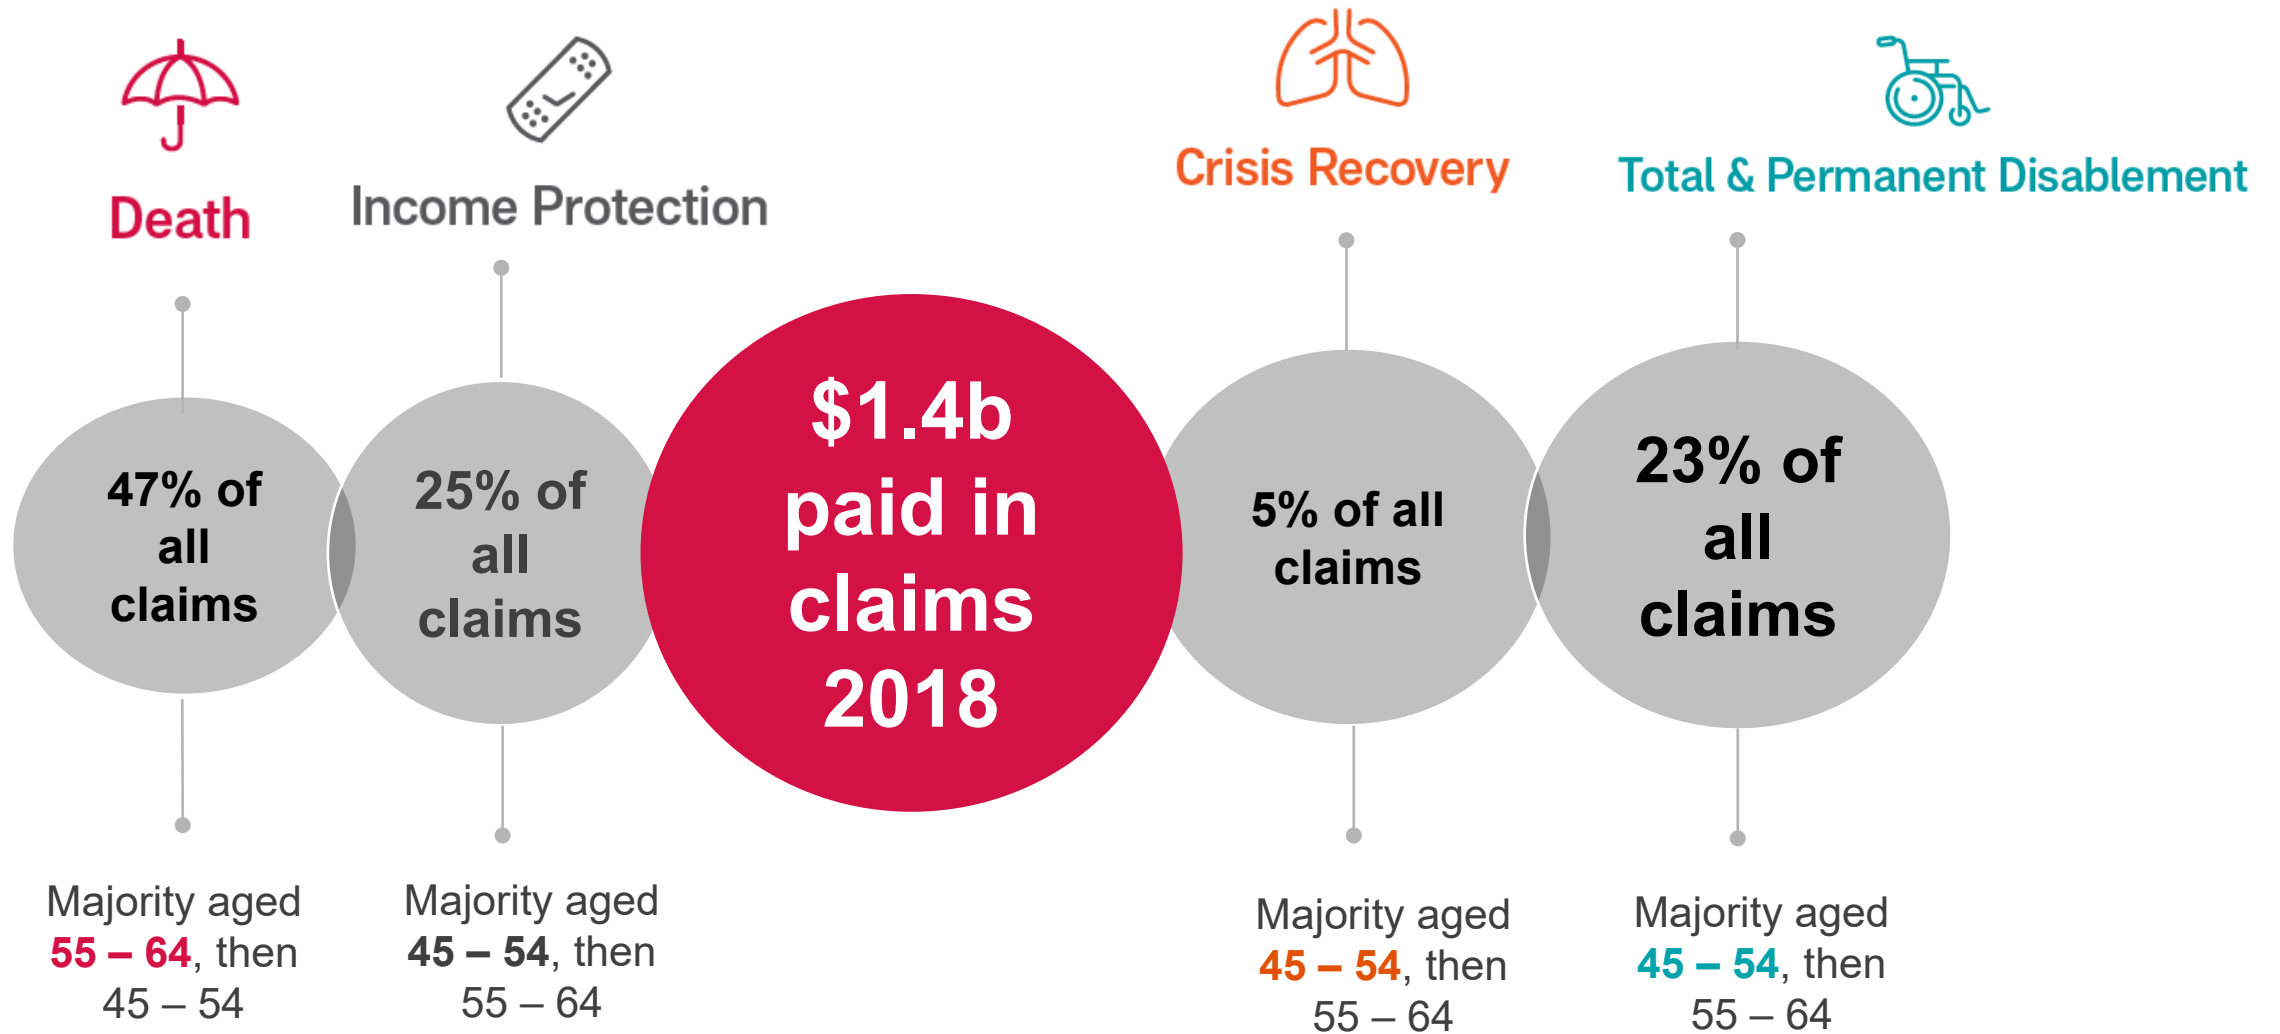 Death
47% of
all
claims
Majority aged
55 – 64, then
45 – 54
Income Protection
25% of
all
claims
Majority aged
45 – 54, then
55 – 64
$1.4b
paid in
claims
2018
Crisis Recovery
5% of all
claims
Majority aged
45 – 54, then
55 – 64
Total & Permanent Disablement
23% of
all
claims
Majority aged
45 – 54, then
55 – 64